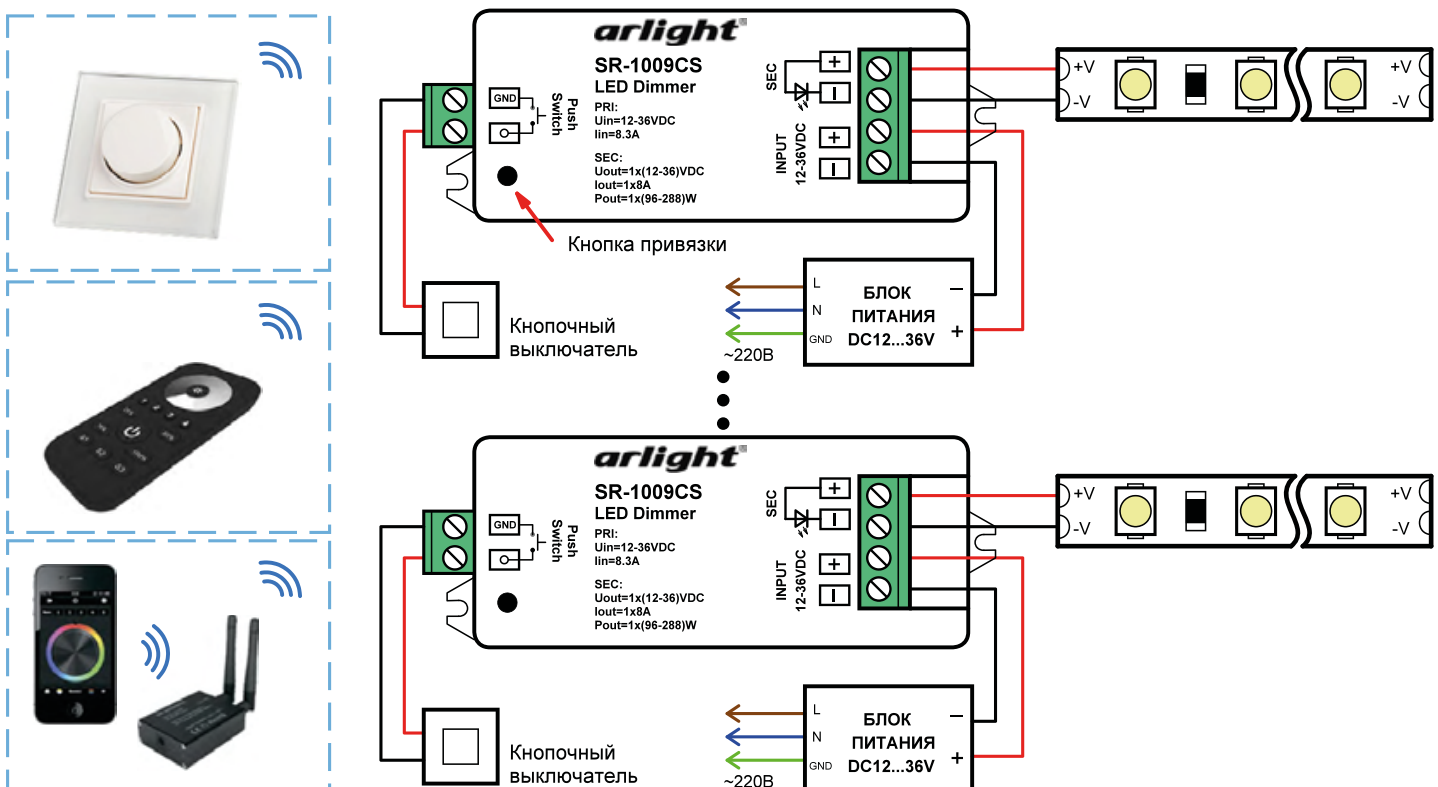 arlight®
SR-1009CS
LED Dimmer
PRI:
Uin=12-36VDC
Iin=8.3A
SEC:
Uout=1x(12-36)VDC
Iout=1x8A
Pout=1x(96-288)W
GND
Push
Switch
SEC
+
−
INPUT
12-36VDC
+
−
+V
-V
+V
-V
Кнопка привязки
Кнопочный
выключатель
L
N
GND
~220В
БЛОК
ПИТАНИЯ
DC12...36V
−
+
arlight®
SR-1009CS
LED Dimmer
PRI:
Uin=12-36VDC
Iin=8.3A
SEC:
Uout=1x(12-36)VDC
Iout=1x8A
Pout=1x(96-288)W
GND
Push
Switch
SEC
+
−
INPUT
12-36VDC
+
−
+V
-V
+V
-V
Кнопочный
выключатель
L
N
GND
~220В
БЛОК
ПИТАНИЯ
DC12...36V
−
+